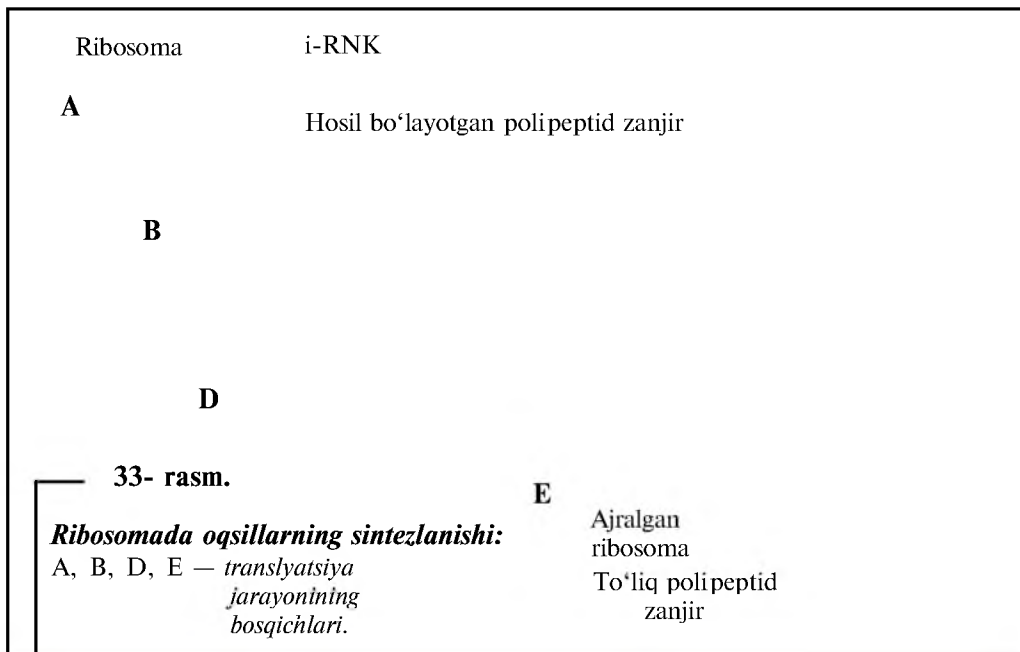 Ribosoma
i-RNK
A
Hosil bo‘layotgan polipeptid zanjir
B
D
33- rasm.
Ribosomada oqsillarning sintezlanishi:
A, B, D, E — translyatsiya
jarayonining
bosqichlari.
E
Ajralgan
ribosoma
To‘liq polipeptid
zanjir